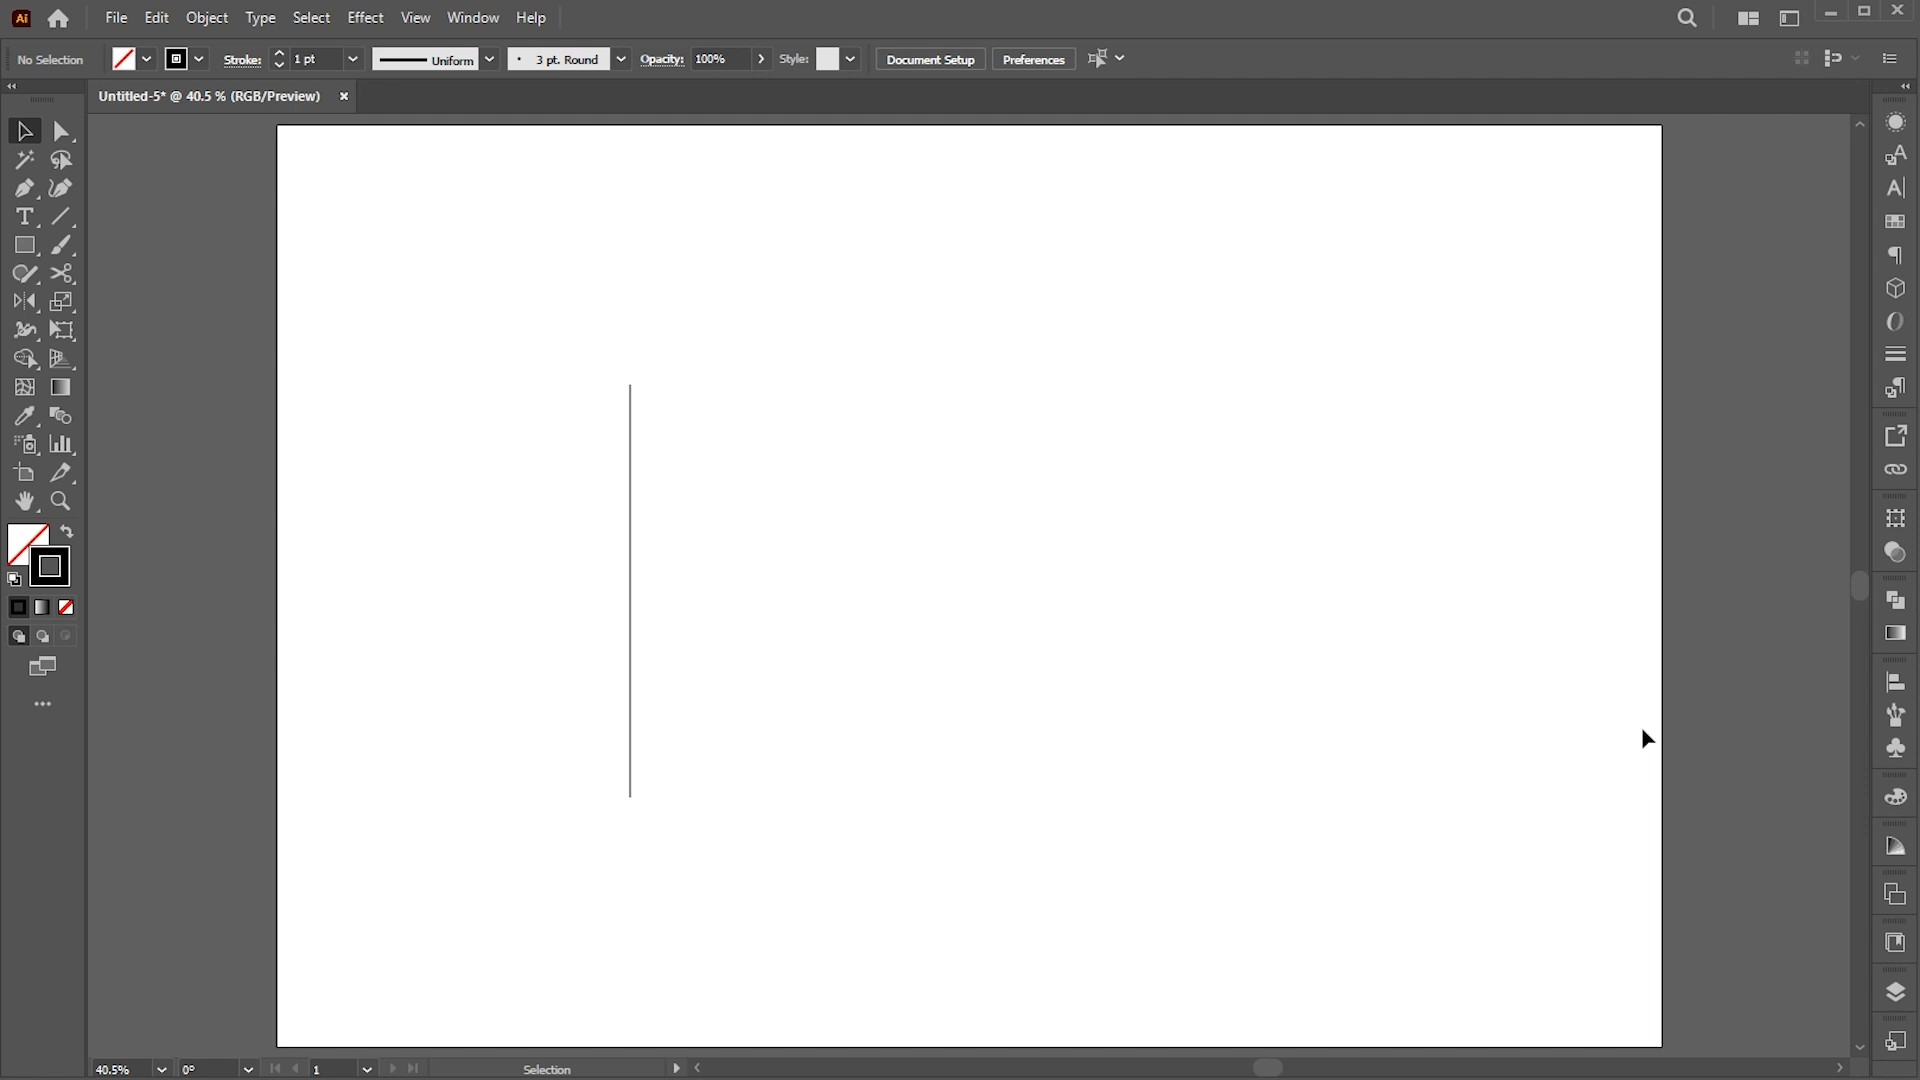 Ai File Edit Object Type Select Effect View Window Help
No Selection Stroke: 1 pt Uniform 3 pt. Round Opacity: 100% Style: Document Setup Preferences
Untitled-5* @ 40.5 % (RGB/Preview)
40.5% 0° 1 Selection